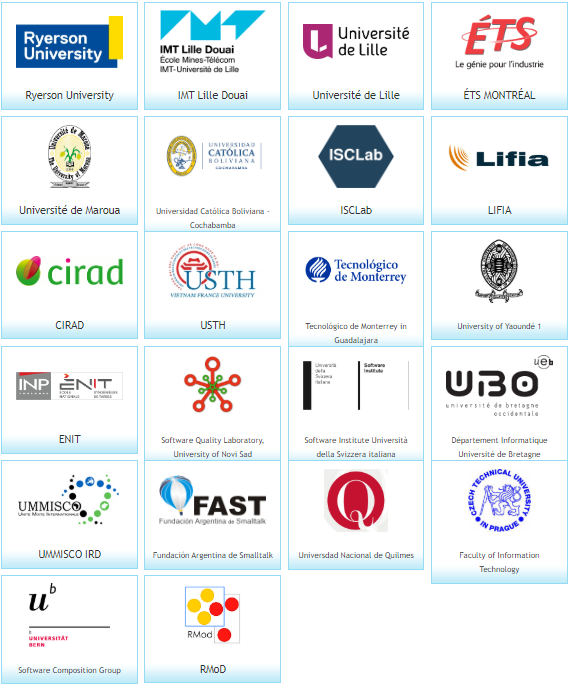 Ryerson
University
Ryerson University
IMT Lille Douai
École Mines-Télécom
IMT-Université de Lille
IMT Lille Douai
Université
de Lille
Université de Lille
ÉTS
Le génie pour l'industrie
ÉTS MONTRÉAL
Université de Maroua
The University of Maroua
Université de Maroua
UNIVERSIDAD
CATÓLICA
BOLIVIANA
COCHABAMBA
Universidad Católica Boliviana -
Cochabamba
ISCLab
ISCLab
Lifia
LIFIA
cirad
CIRAD
USTH
VIETNAM FRANCE UNIVERSITY
USTH
Tecnológico
de Monterrey
Tecnológico de Monterrey in
Guadalajara
University of Yaoundé 1
INP ENIT
ENIT
Software Quality Laboratory,
University of Novi Sad
Università
della
Svizzera
italiana
Software
Institute
Software Institute Università
della Svizzera italiana
ueb
UBO
université de bretagne
occidentale
Département Informatique
Université de Bretagne
UMMISCO
UMMISCO IRD
FAST
Fundación Argentina de Smalltalk
Fundación Argentina de Smalltalk
Q
Universdad Nacional de Quilmes
CZECH TECHNICAL UNIVERSITY
IN PRAGUE
Faculty of Information
Technology
u
b
b
UNIVERSITÄT
BERN
Software Composition Group
RMod
RMoD